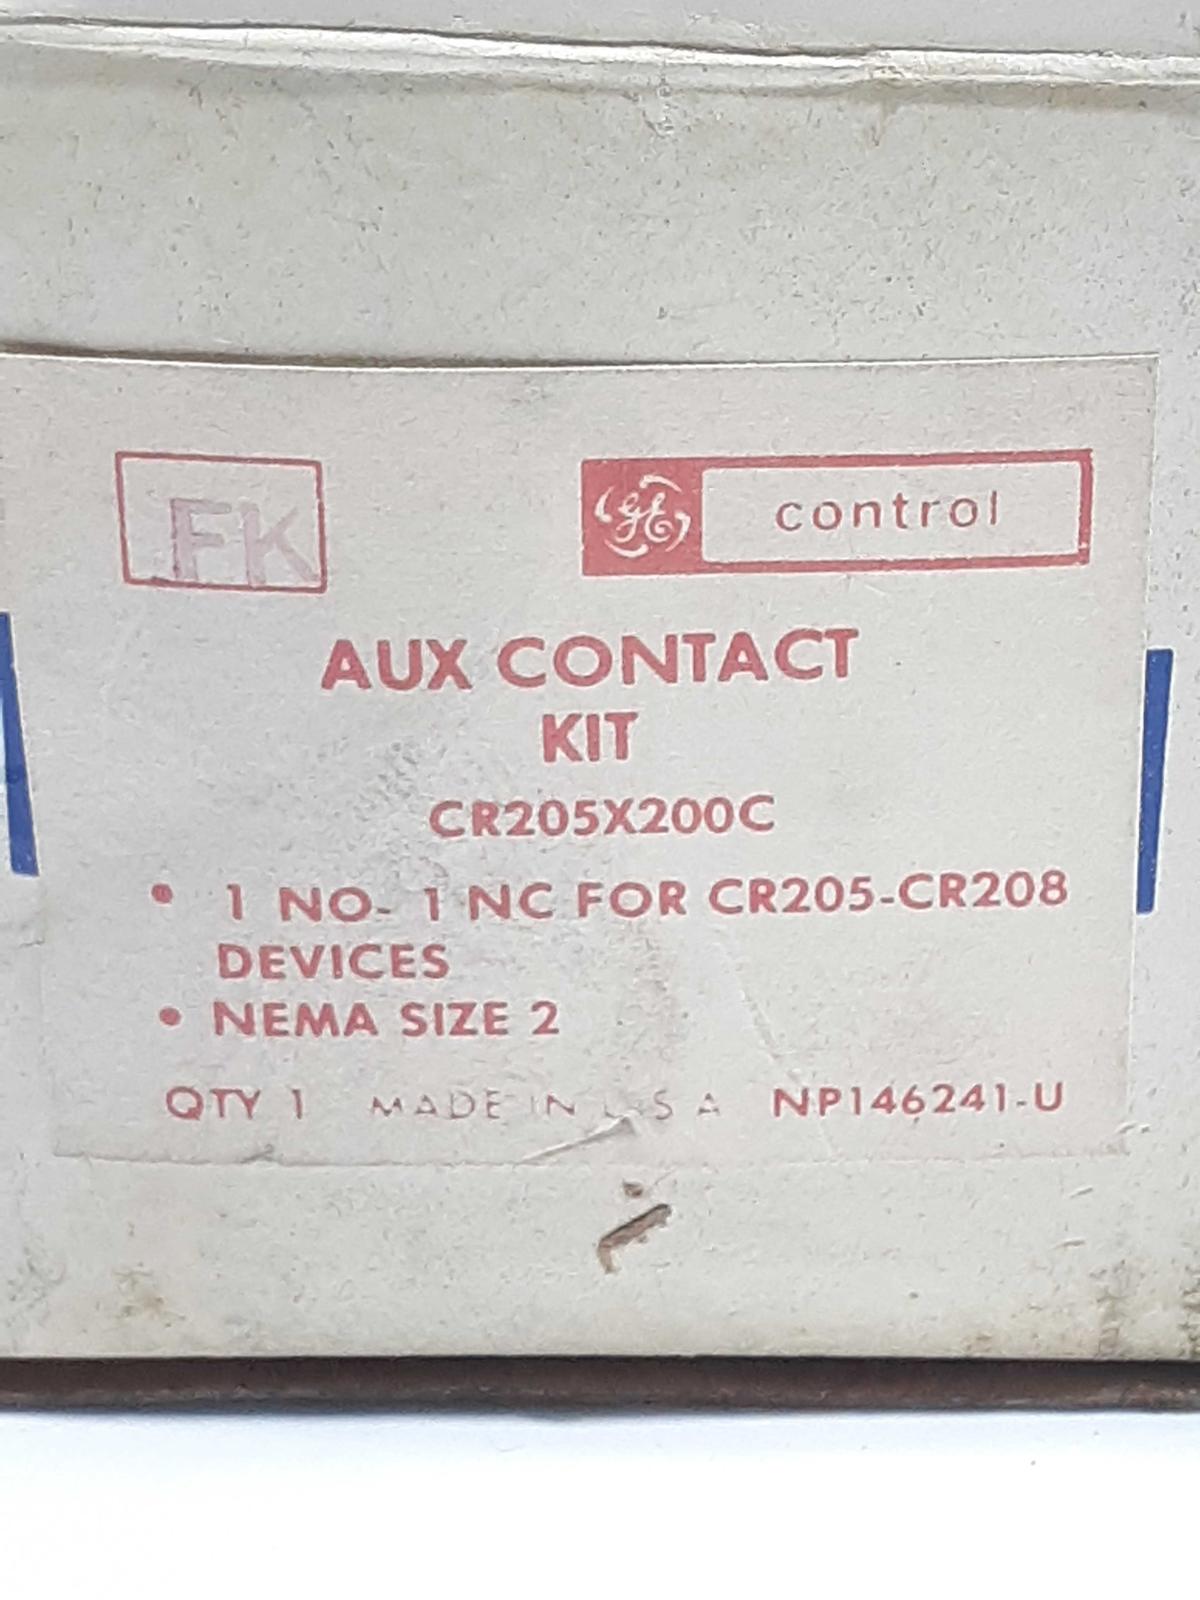 FK
GE control
AUX CONTACT
KIT
CR205X200C
• 1 NO- 1 NC FOR CR205-CR208
DEVICES
• NEMA SIZE 2
QTY 1 MADE IN U.S A NP146241-U